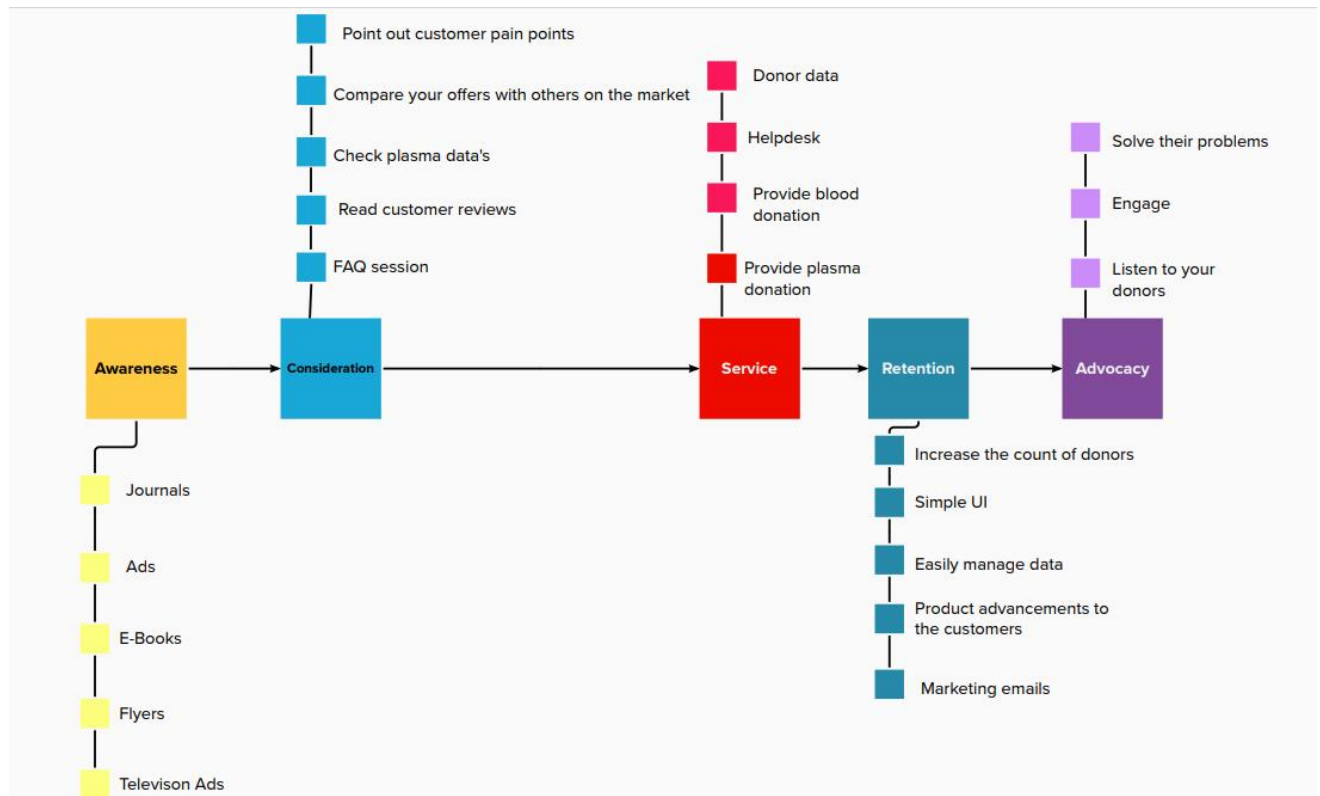 Point out customer pain points
Compare your offers with others on the market
Check plasma data's
Read customer reviews
FAQ session
Donor data
Helpdesk
Provide blood
donation
Provide plasma
donation
Solve their problems
Engage
Listen to your
donors
Awareness
Consideration
Service
Retention
Advocacy
Journals
Ads
E-Books
Flyers
Televison Ads
Increase the count of donors
Simple UI
Easily manage data
Product advancements to
the customers
Marketing emails